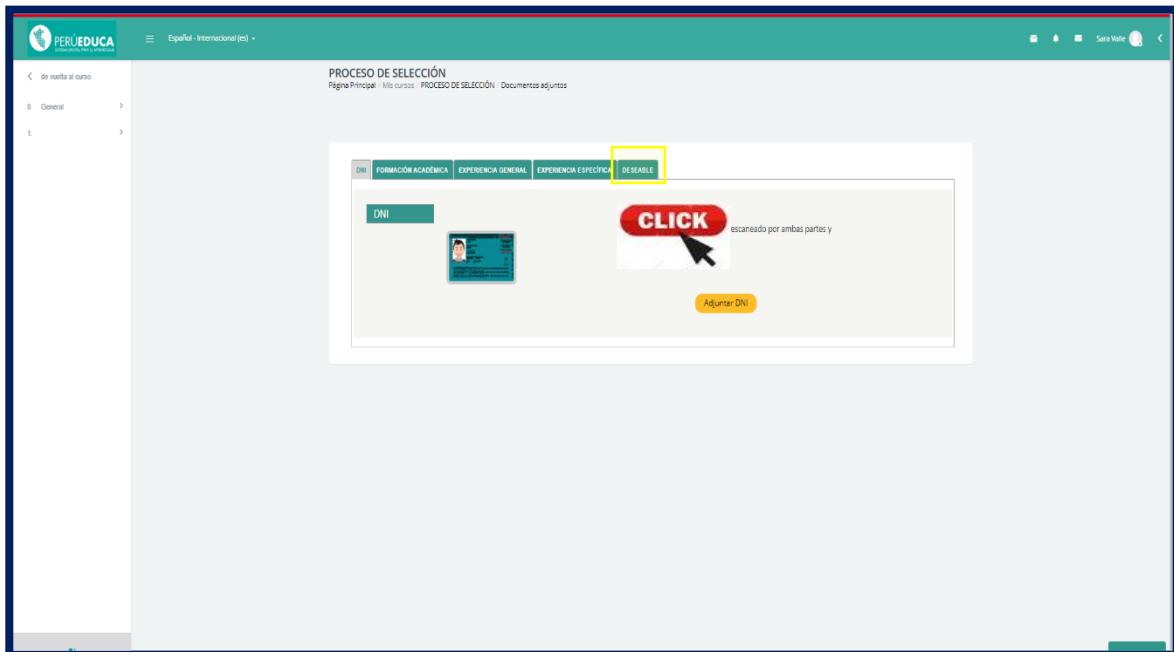 PERÚEDUCA
Español - Internacional (es)
Sara Valle
de vuelta al curso
0. General
1.
PROCESO DE SELECCIÓN
Página Principal / Mis cursos / PROCESO DE SELECCIÓN / Documentos adjuntos
DNI FORMACIÓN ACADÉMICA EXPERIENCIA GENERAL EXPERIENCIA ESPECÍFICA DESEABLE
DNI
CLICK
escaneado por ambas partes y
Adjuntar DNI